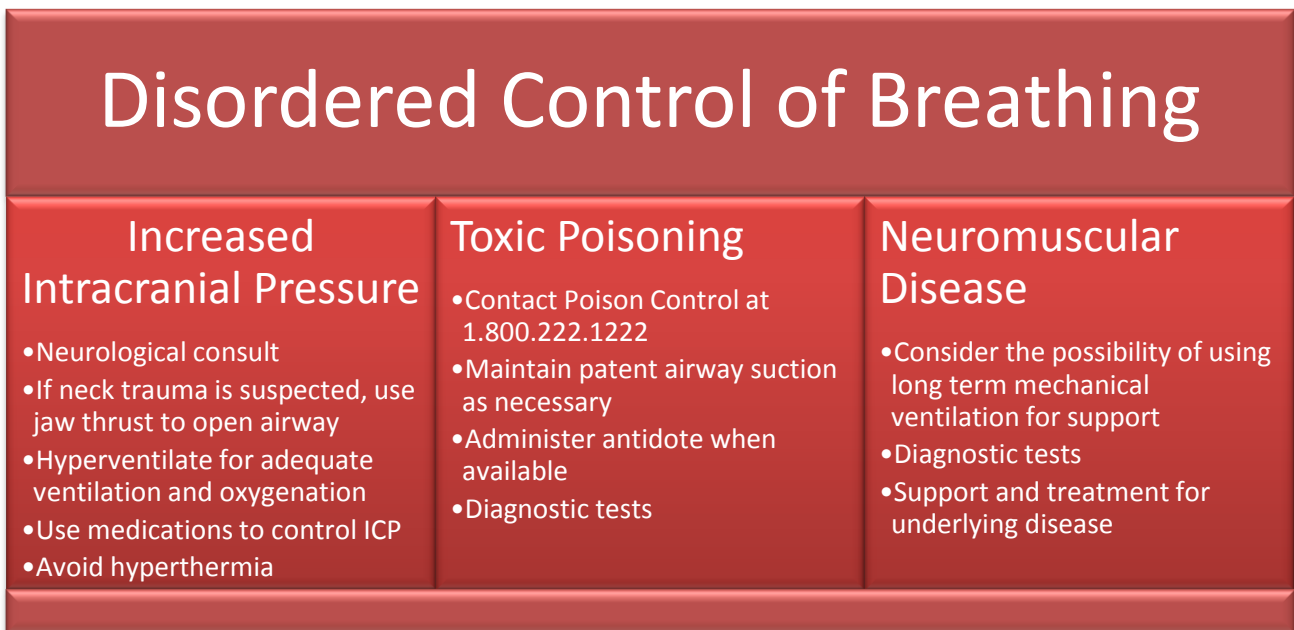 Disordered Control of Breathing
Increased
Intracranial Pressure
•Neurological consult
•If neck trauma is suspected, use
jaw thrust to open airway
•Hyperventilate for adequate
ventilation and oxygenation
•Use medications to control ICP
•Avoid hyperthermia
Toxic Poisoning
•Contact Poison Control at
1.800.222.1222
•Maintain patent airway suction
as necessary
•Administer antidote when
available
•Diagnostic tests
Neuromuscular
Disease
•Consider the possibility of using
long term mechanical
ventilation for support
•Diagnostic tests
•Support and treatment for
underlying disease